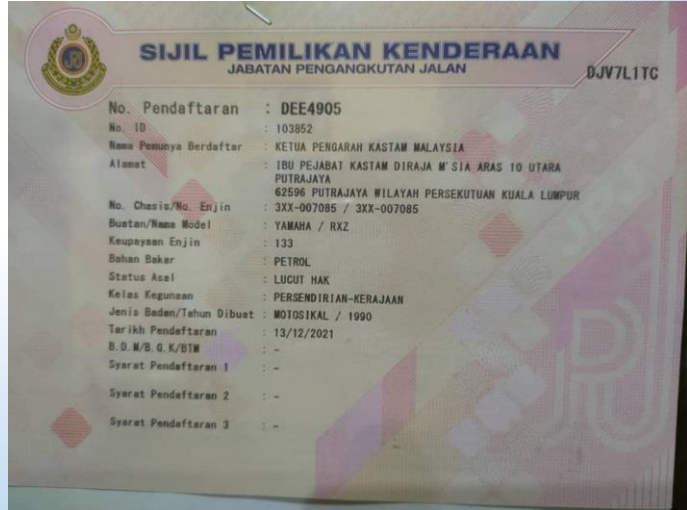 SIJIL PEMILIKAN KENDERAAN
JABATAN PENGANGKUTAN JALAN
DJV7L1TC
No. Pendaftaran : DEE4905
No. ID : 103852
Nama Pemunya Berdaftar : KETUA PENGARAH KASTAM MALAYSIA
Alamat : IBU PEJABAT KASTAM DIRAJA M'SIA ARAS 10 UTARA
PUTRAJAYA
62596 PUTRAJAYA WILAYAH PERSEKUTUAN KUALA LUMPUR
No. Chasis/No. Enjin : 3XX-007085 / 3XX-007085
Buatan/Nama Model : YAMAHA / RXZ
Keupayaan Enjin : 133
Bahan Bakar : PETROL
Status Asal : LUCUT HAK
Kelas Kegunaan : PERSENDIRIAN-KERAJAAN
Jenis Badan/Tahun Dibuat : MOTOSIKAL / 1990
Tarikh Pendaftaran : 13/12/2021
B.D.M/B.G.K/BTM : -
Syarat Pendaftaran 1 : -
Syarat Pendaftaran 2 : -
Syarat Pendaftaran 3 : -